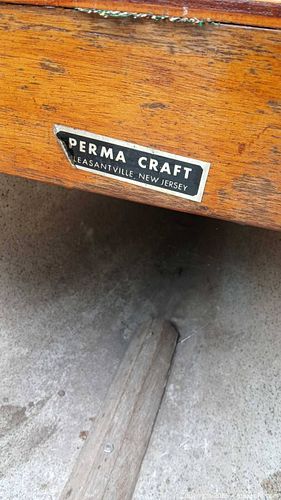 PERMA CRAFT
LEASANTVILLE, NEW JERSEY